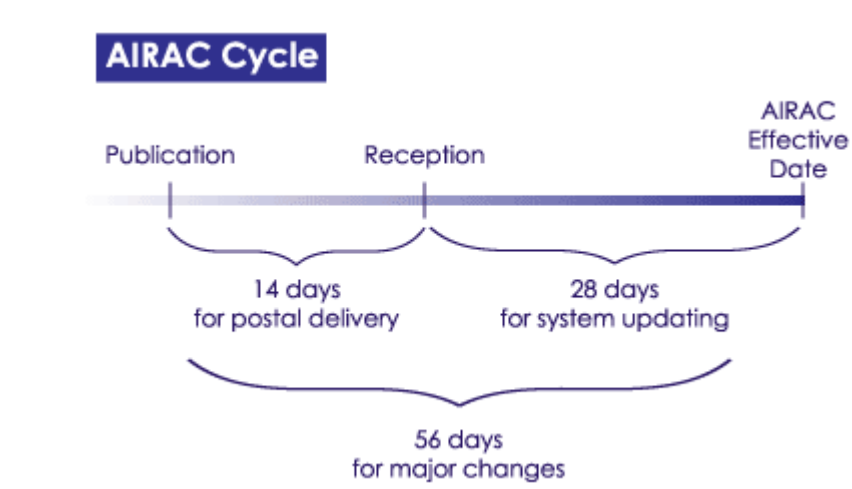 AIRAC Cycle
AIRAC
Effective
Date
Publication
Reception
14 days
for postal delivery
28 days
for system updating
56 days
for major changes